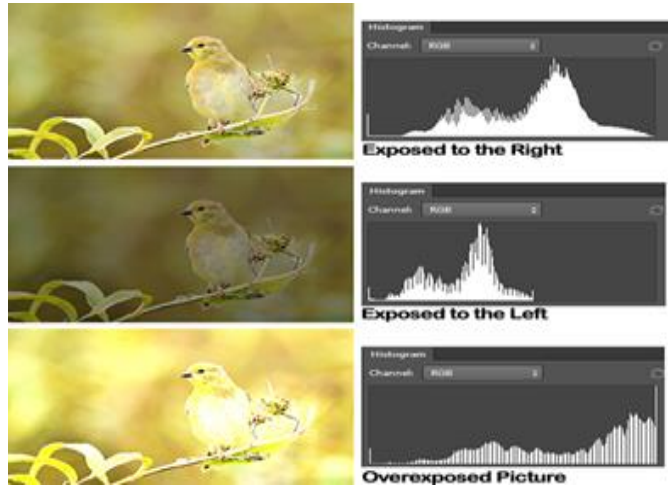 Histogram
Channel: RGB
Exposed to the Right
Histogram
Channel: RGB
Exposed to the Left
Histogram
Channel: RGB
Overexposed Picture